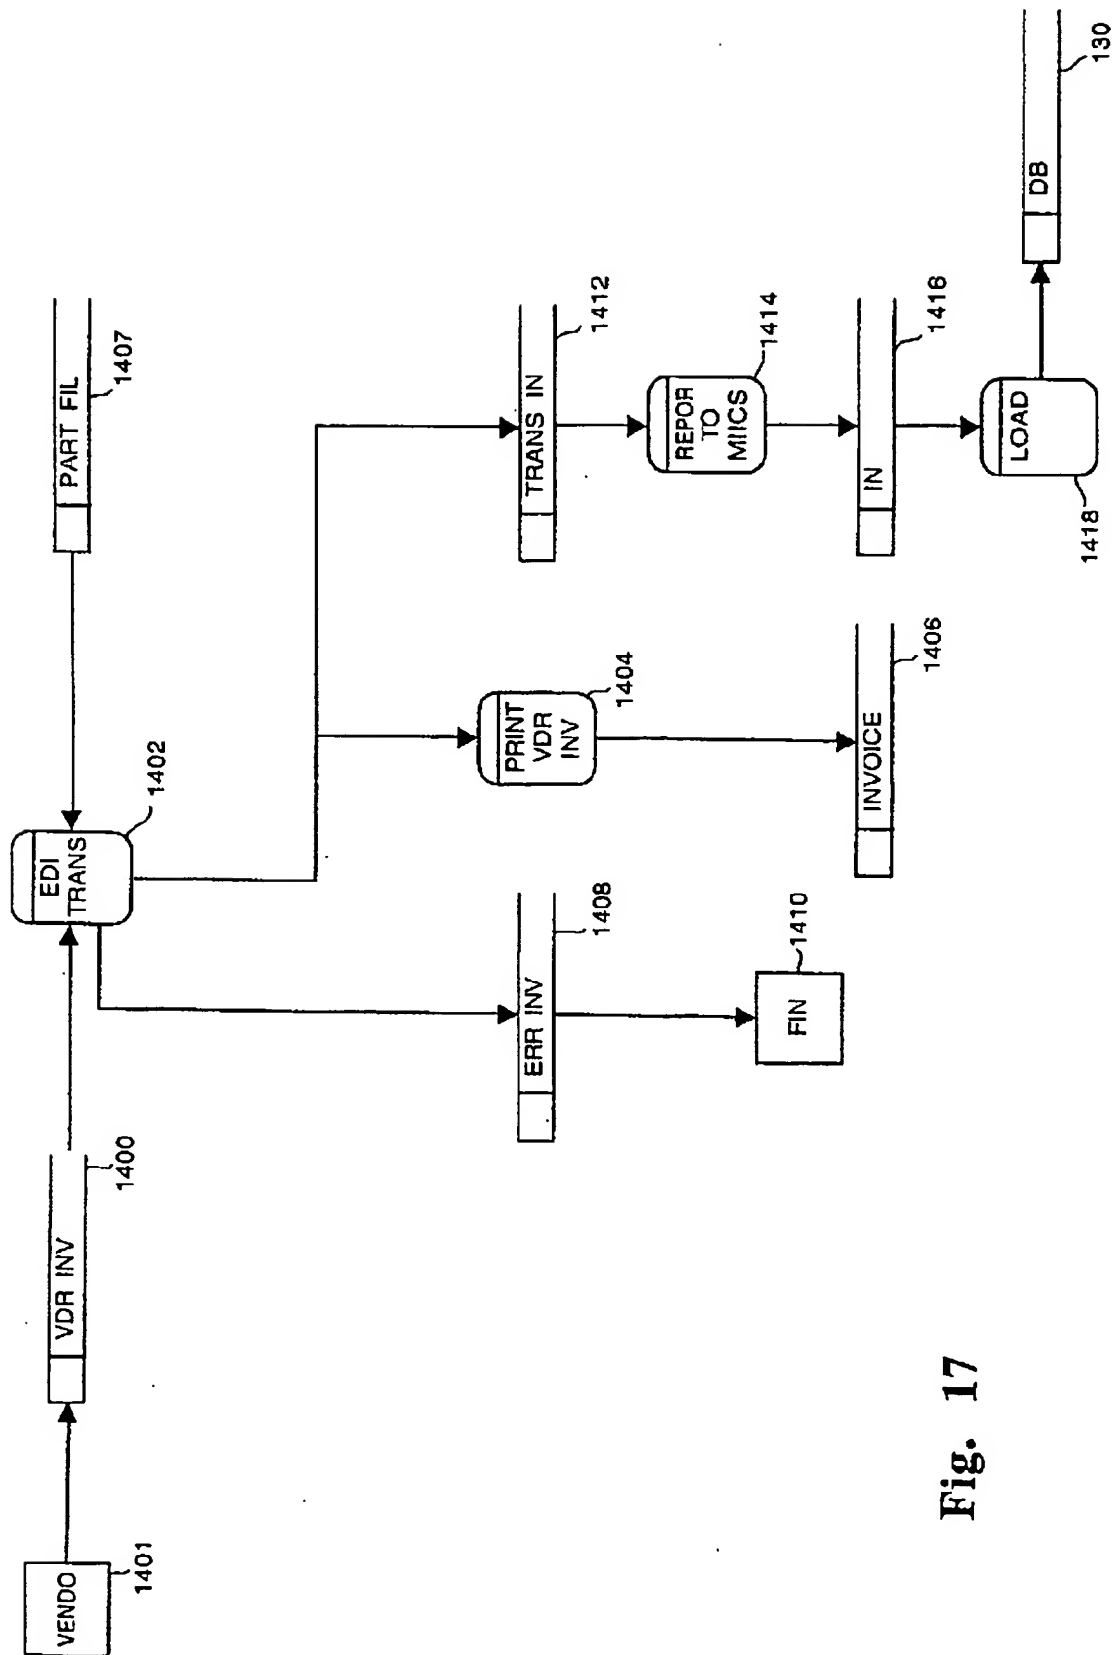 VENDO
1401
VDR INV
1400
EDI
TRANS
1402
PART FIL
1407
ERR INV
1408
FIN
1410
PRINT
VDR
INV
1404
INVOICE
1406
TRANS IN
1412
REPOR
TO
MIICS
1414
IN
1416
LOAD
1418
DB
130
Fig. 17